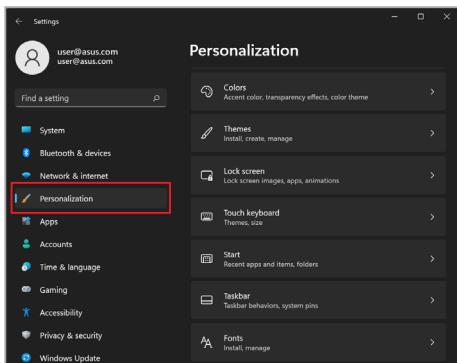 Settings
user@asus.com
user@asus.com
Find a setting
System
Bluetooth & devices
Network & internet
Personalization
Apps
Accounts
Time & language
Gaming
Accessibility
Privacy & security
Windows Update
Personalization
Colors
Accent color, transparency effects, color theme
Themes
Install, create, manage
Lock screen
Lock screen images, apps, animations
Touch keyboard
Themes, size
Start
Recent apps and items, folders
Taskbar
Taskbar behaviors, system pins
Fonts
Install, manage